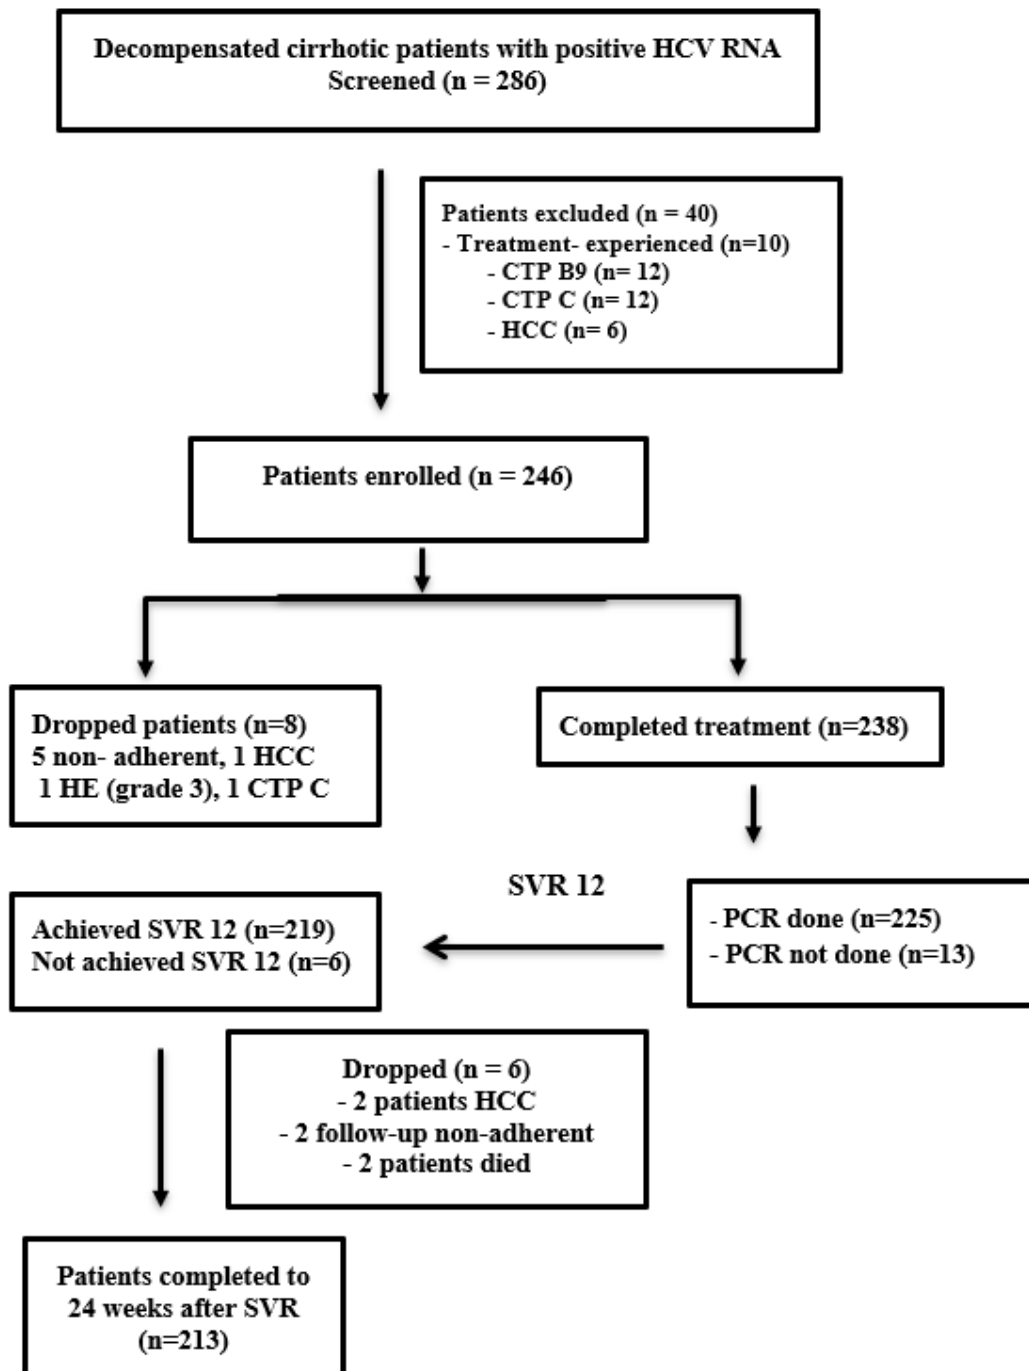 Decompensated cirrhotic patients with positive HCV RNA
Screened (n = 286)
Patients excluded (n = 40)
- Treatment- experienced (n=10)
- CTP B9 (n= 12)
- CTP C (n= 12)
- HCC (n= 6)
Patients enrolled (n = 246)
Dropped patients (n=8)
5 non- adherent, 1 HCC
1 HE (grade 3), 1 CTP C
Completed treatment (n=238)
- PCR done (n=225)
- PCR not done (n=13)
SVR 12
Achieved SVR 12 (n=219)
Not achieved SVR 12 (n=6)
Dropped (n = 6)
- 2 patients HCC
- 2 follow-up non-adherent
- 2 patients died
Patients completed to
24 weeks after SVR
(n=213)